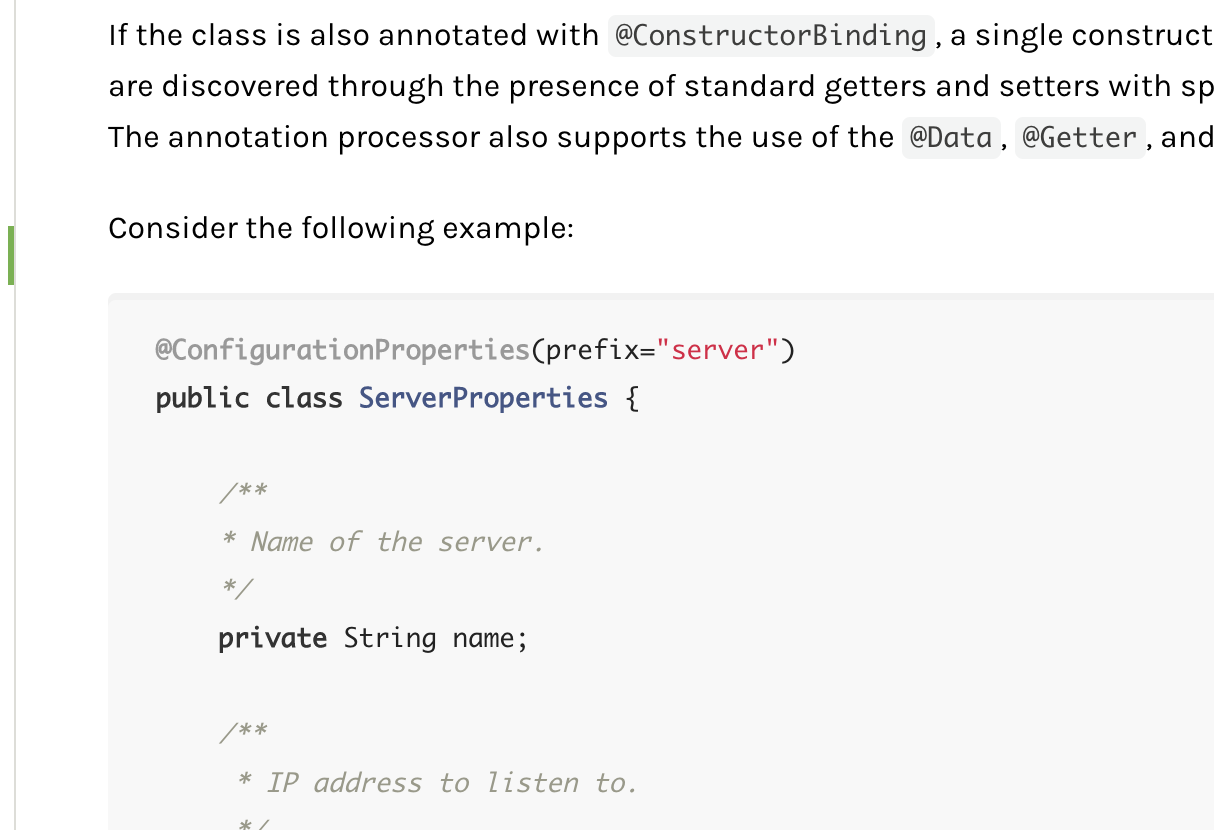 If the class is also annotated with @ConstructorBinding, a single construct
are discovered through the presence of standard getters and setters with sp
The annotation processor also supports the use of the @Data, @Getter, and
Consider the following example:
@ConfigurationProperties(prefix="server")
public class ServerProperties {
/**
* Name of the server.
*/
private String name;
/**
* IP address to listen to.
*/